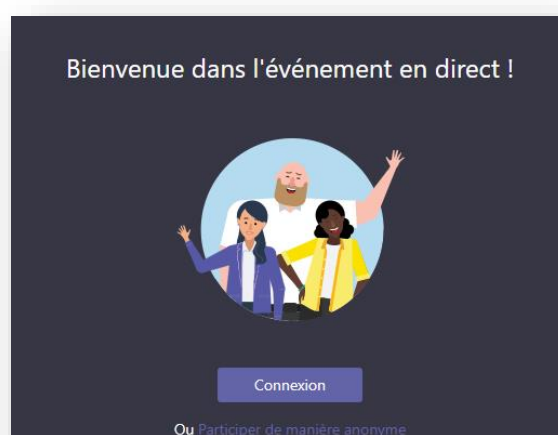 Bienvenue dans l'événement en direct !
Connexion
Ou Participer de manière anonyme